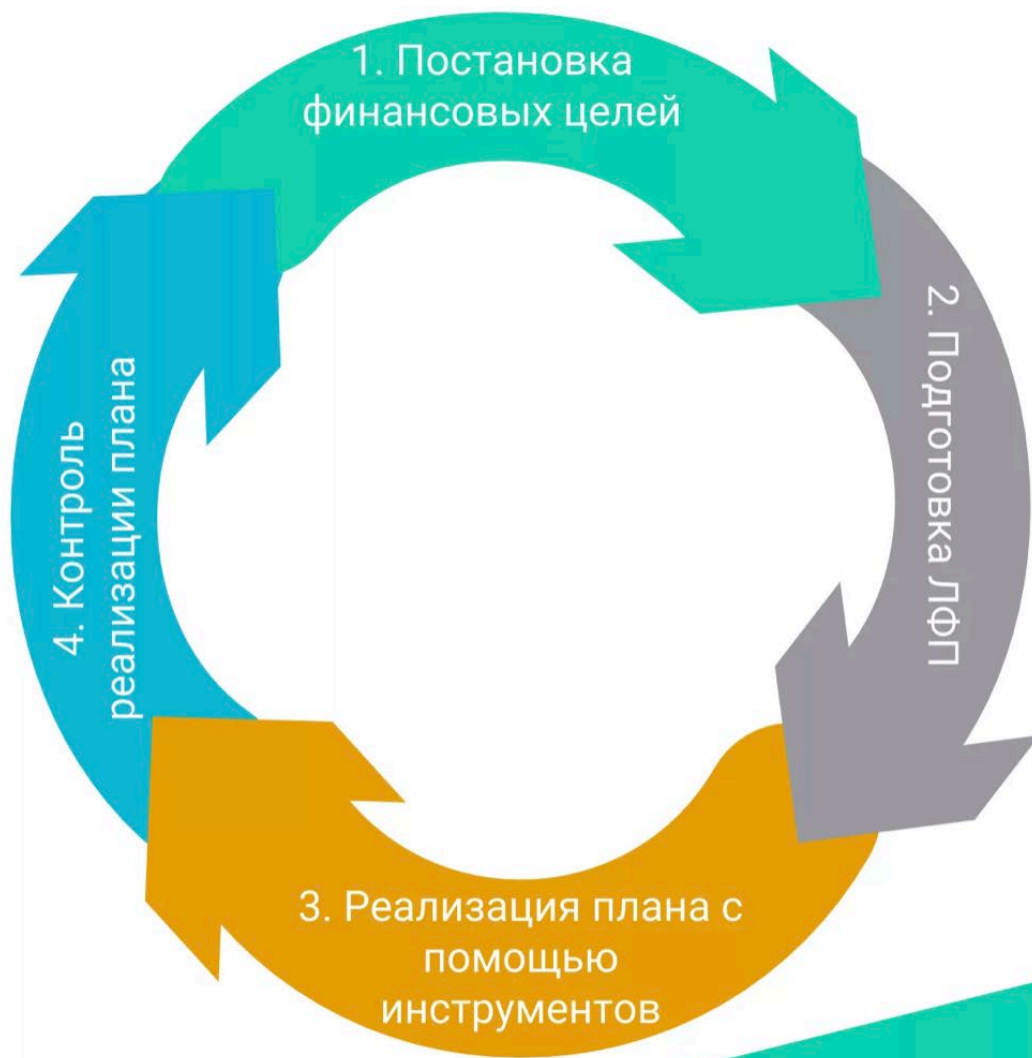 1. Постановка
финансовых целей
2. Подготовка ЛФП
3. Реализация плана с
помощью
инструментов
4. Контроль
реализации плана